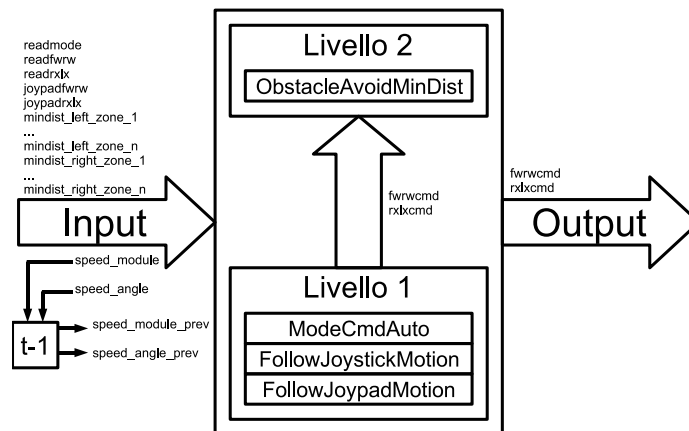 readmode
readfwrw
readrxlx
joypadfwrw
joypadrxlx
mindist_left_zone_1
...
mindist_left_zone_n
mindist_right_zone_1
...
mindist_right_zone_n
Input
speed_module
speed_angle
t-1
speed_module_prev
speed_angle_prev
Livello 2
ObstacleAvoidMinDist
fwrwcmd
rxlxcmd
Livello 1
ModeCmdAuto
FollowJoystickMotion
FollowJoypadMotion
fwrwcmd
rxlxcmd
Output